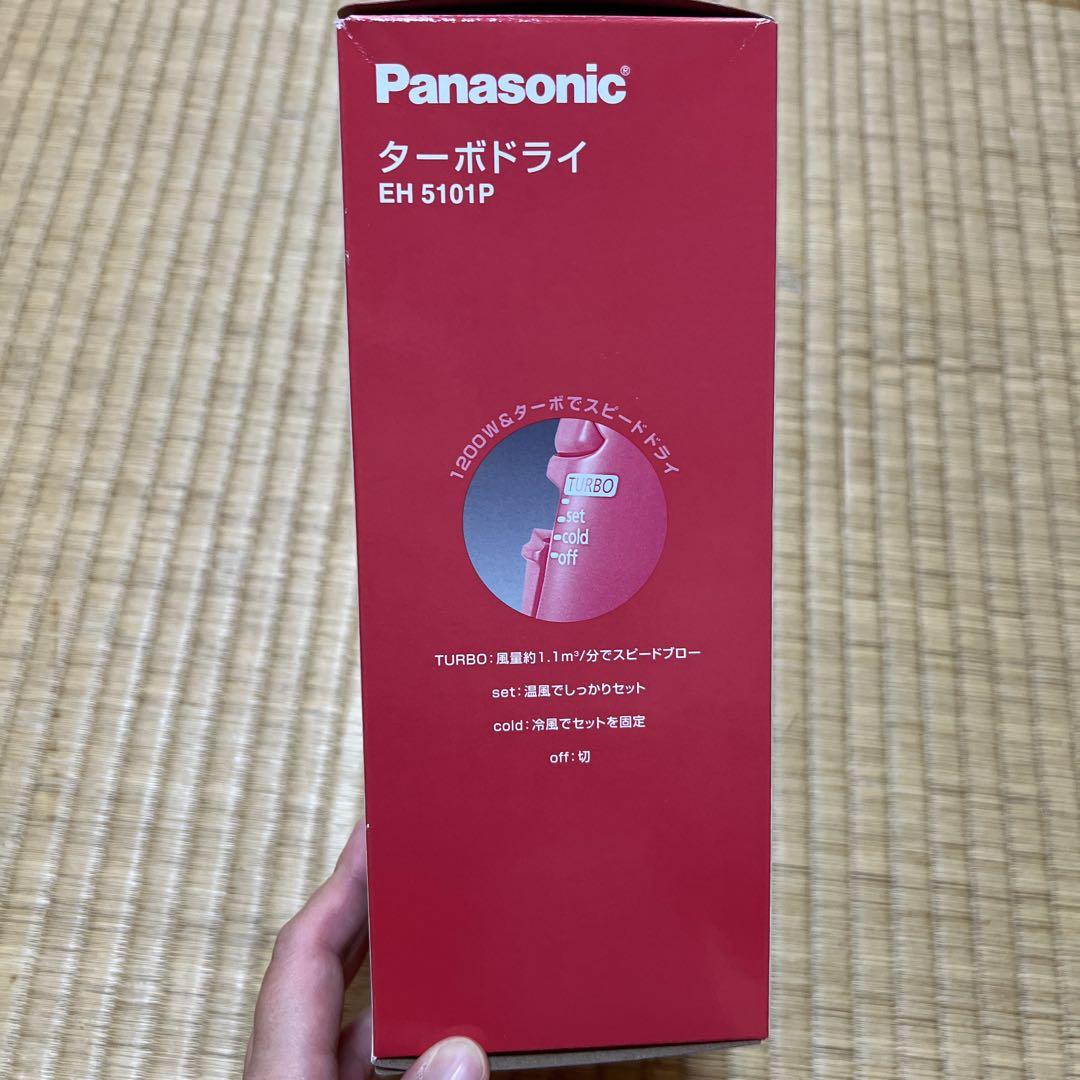 Panasonic®
ターボドライ
EH 5101P
1200W&ターボでスピードドライ
TURBO
set
cold
off
TURBO:風量約1.1m³/分でスピードブロー
set:温風でしっかりセット
cold:冷風でセットを固定
off:切